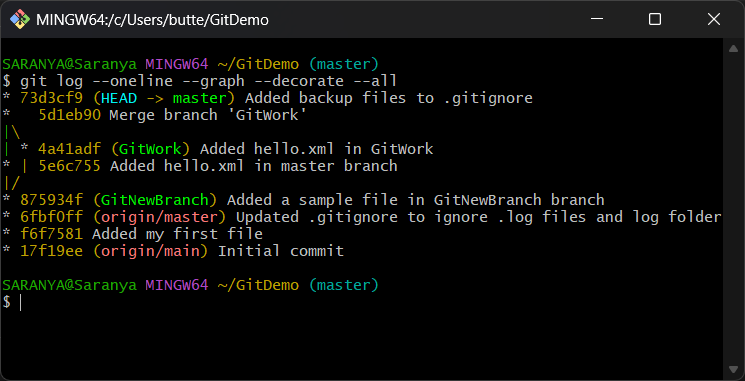 MINGW64:/c/Users/butte/GitDemo
SARANYA@Saranya MINGW64 ~/GitDemo (master)
$ git log --oneline --graph --decorate --all
* 73d3cf9 (HEAD -> master) Added backup files to .gitignore
*   5d1eb90 Merge branch 'GitWork'
|\
| * 4a41adf (GitWork) Added hello.xml in GitWork
* | 5e6c755 Added hello.xml in master branch
|/
* 875934f (GitNewBranch) Added a sample file in GitNewBranch branch
* 6fbf0ff (origin/master) Updated .gitignore to ignore .log files and log folder
* f6f7581 Added my first file
* 17f19ee (origin/main) Initial commit
SARANYA@Saranya MINGW64 ~/GitDemo (master)
$